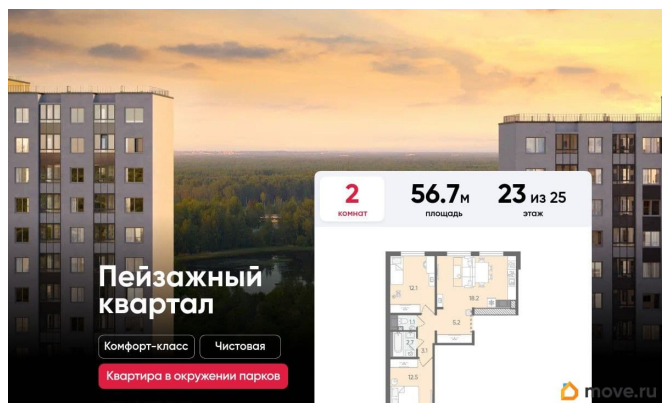 2
комнат
56.7м
площадь
23 из 25
этаж
Пейзажный
квартал
Комфорт-класс
Чистовая
Квартира в окружении парков
12.1
18.2
1.1
5.2
2.7
3.1
12.5
move.ru